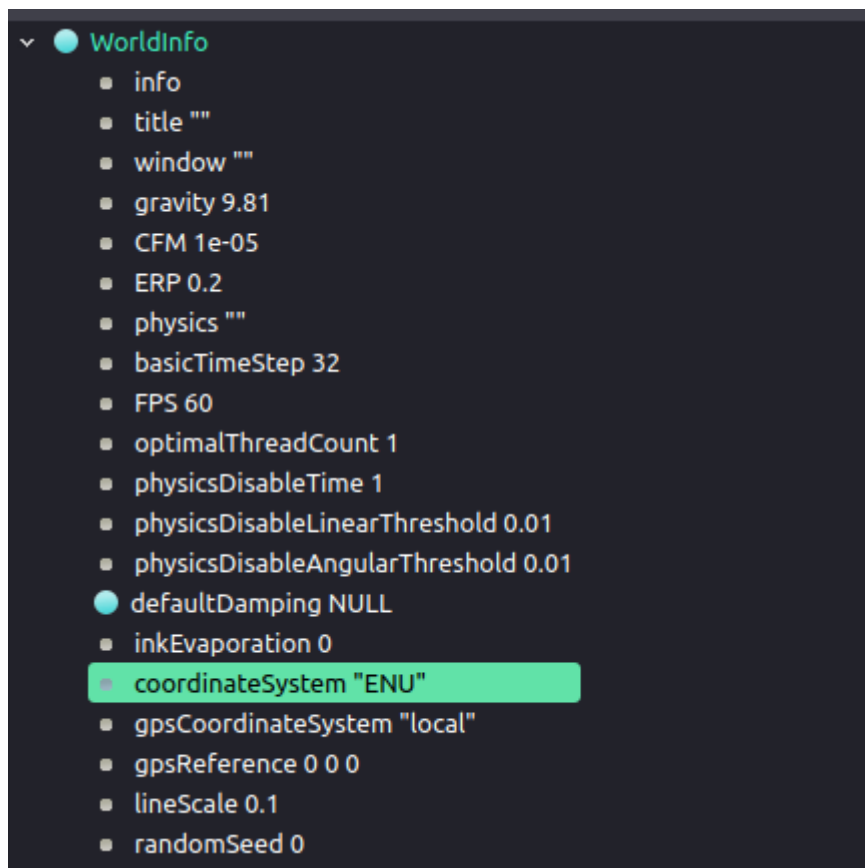 WorldInfo
info
title ""
window ""
gravity 9.81
CFM 1e-05
ERP 0.2
physics ""
basicTimeStep 32
FPS 60
optimalThreadCount 1
physicsDisableTime 1
physicsDisableLinearThreshold 0.01
physicsDisableAngularThreshold 0.01
defaultDamping NULL
inkEvaporation 0
coordinateSystem "ENU"
gpsCoordinateSystem "local"
gpsReference 0 0 0
lineScale 0.1
randomSeed 0